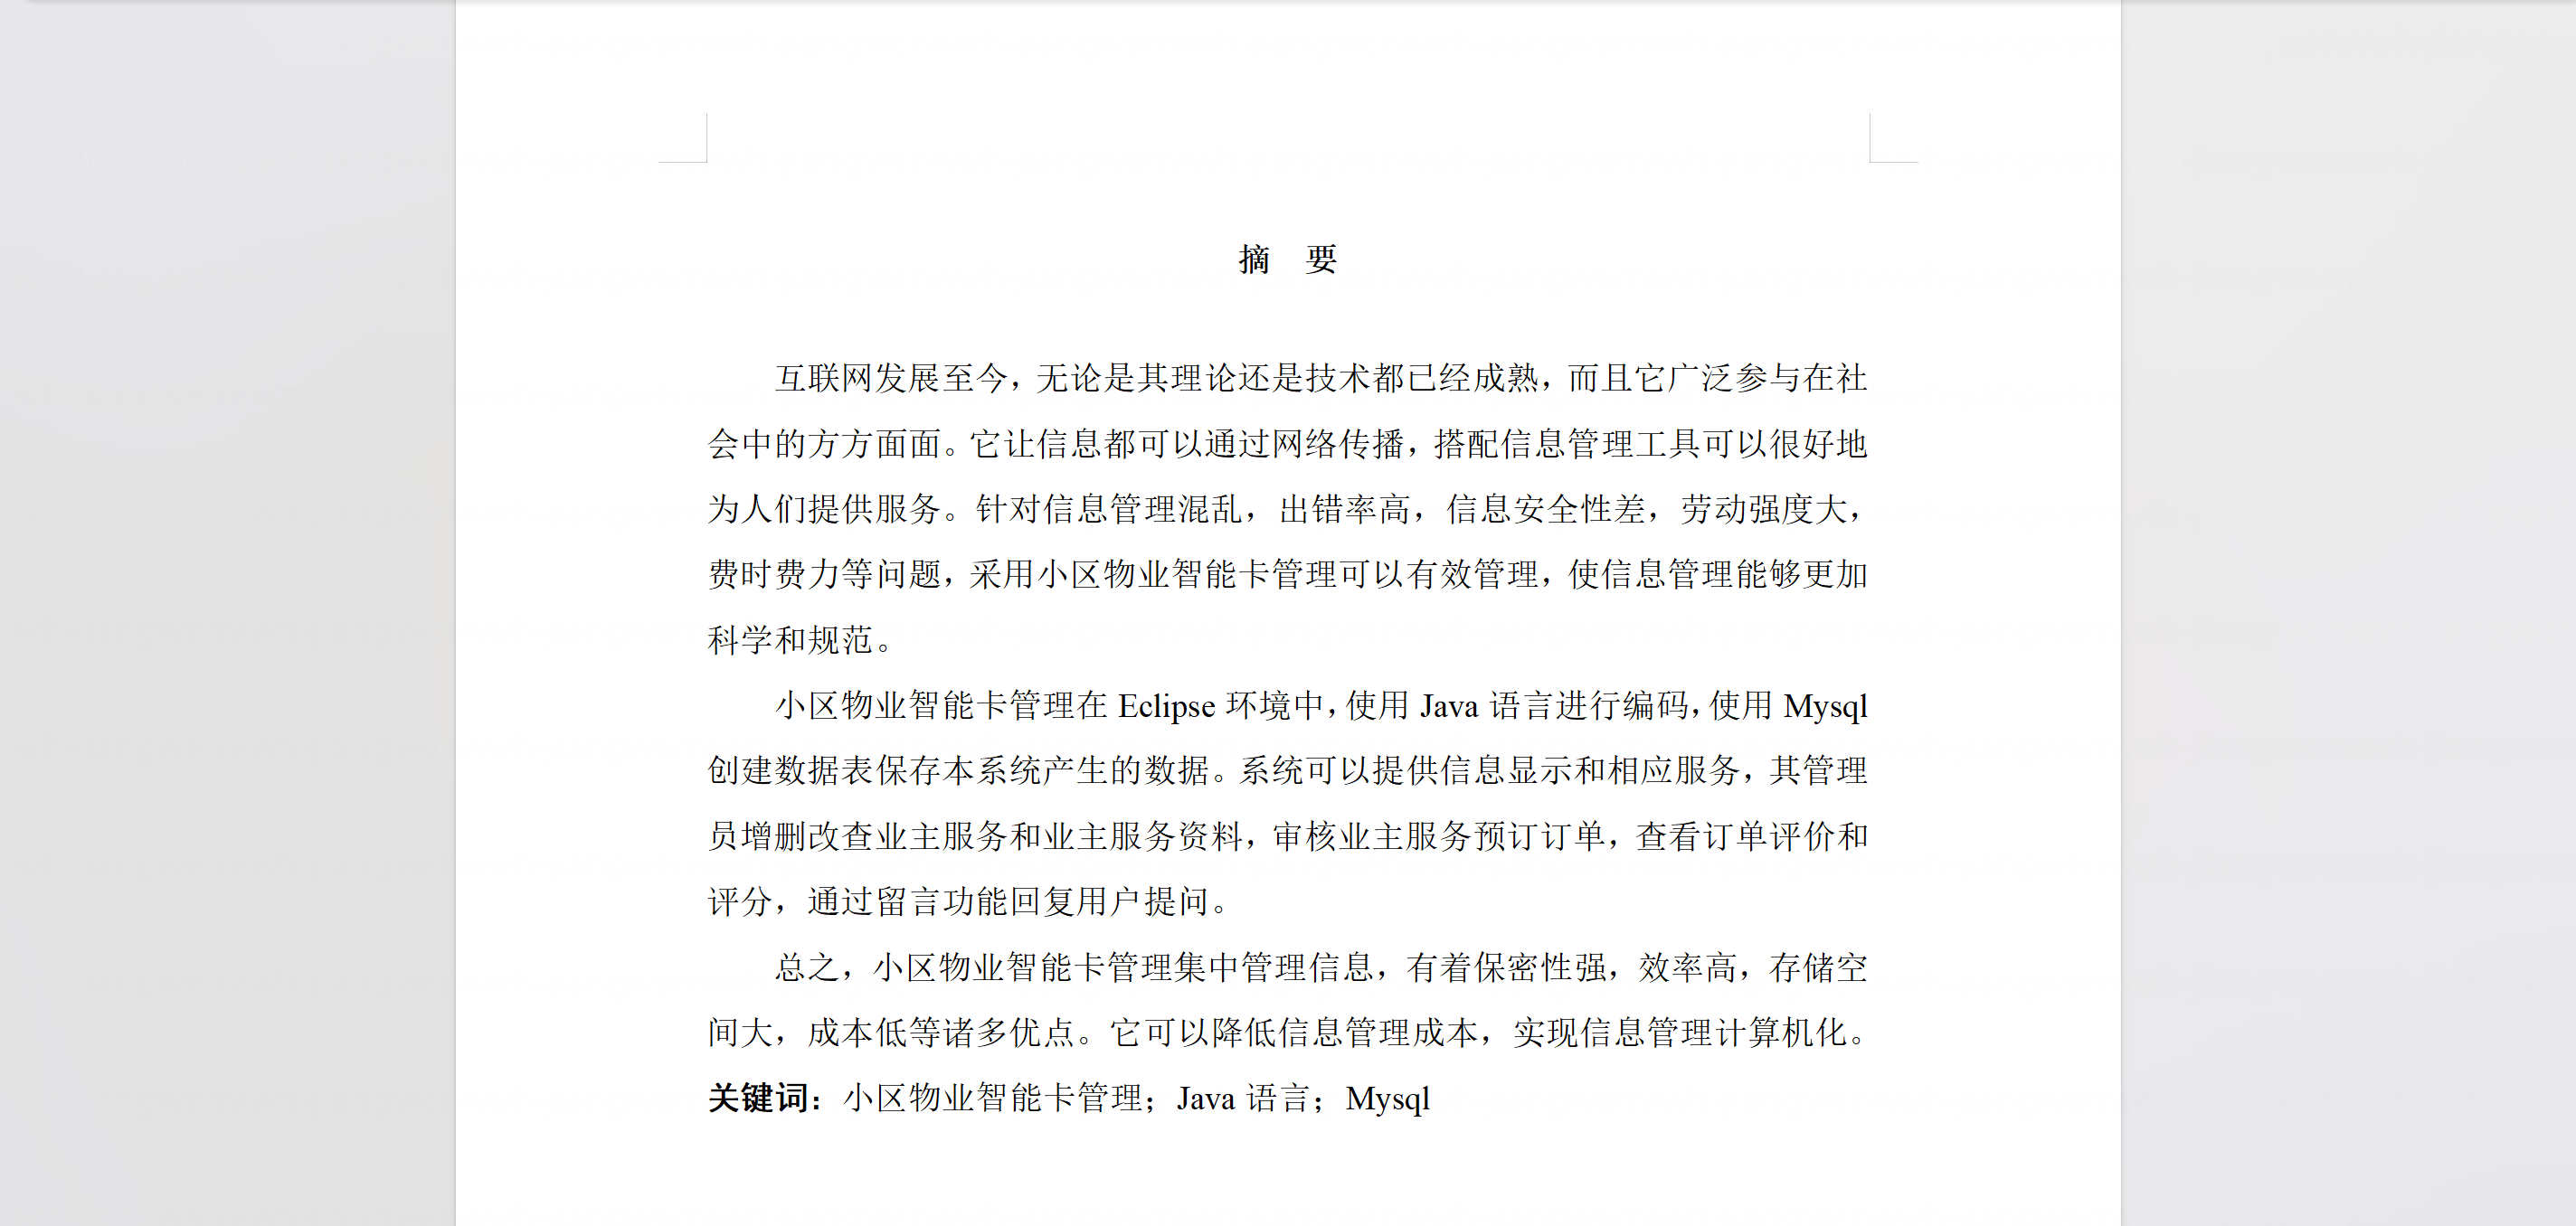 摘　要
互联网发展至今，无论是其理论还是技术都已经成熟，而且它广泛参与在社
会中的方方面面。它让信息都可以通过网络传播，搭配信息管理工具可以很好地
为人们提供服务。针对信息管理混乱，出错率高，信息安全性差，劳动强度大，
费时费力等问题，采用小区物业智能卡管理可以有效管理，使信息管理能够更加
科学和规范。
小区物业智能卡管理在 Eclipse 环境中，使用 Java 语言进行编码，使用 Mysql
创建数据表保存本系统产生的数据。系统可以提供信息显示和相应服务，其管理
员增删改查业主服务和业主服务资料，审核业主服务预订订单，查看订单评价和
评分，通过留言功能回复用户提问。
总之，小区物业智能卡管理集中管理信息，有着保密性强，效率高，存储空
间大，成本低等诸多优点。它可以降低信息管理成本，实现信息管理计算机化。
关键词：小区物业智能卡管理；Java 语言；Mysql